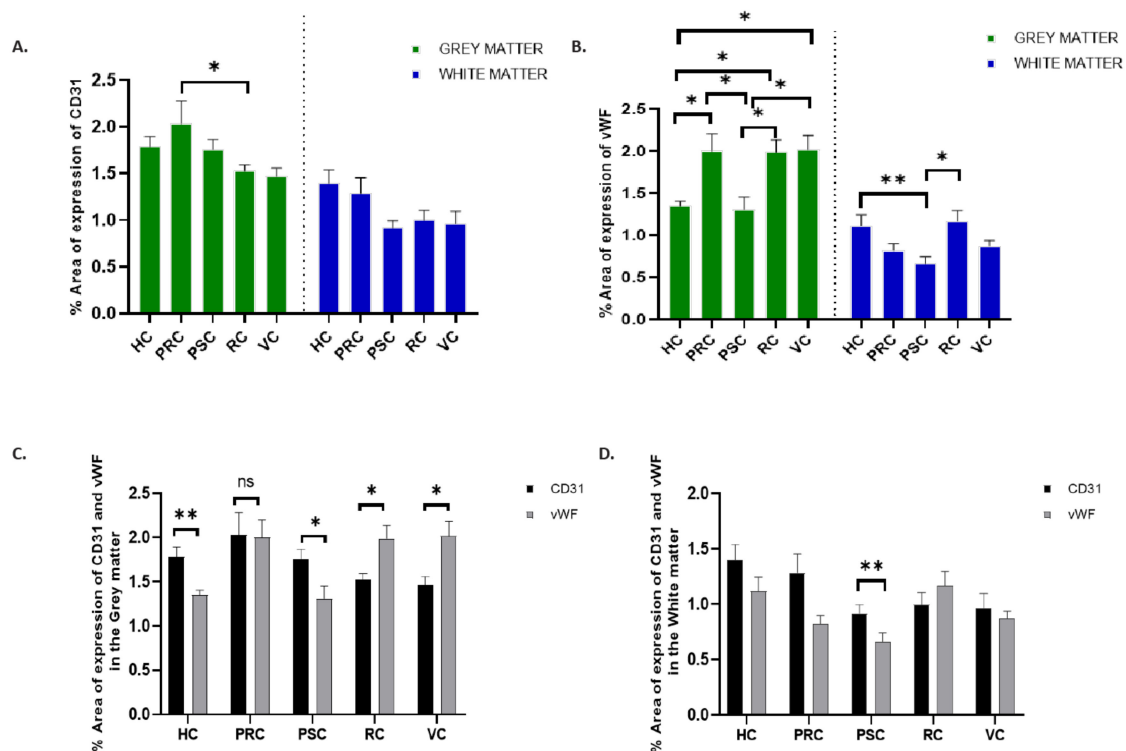 A.
GREY MATTER
WHITE MATTER
*
% Area of expression of CD31
2.5
2.0
1.5
1.0
0.5
0.0
HC PRC PSC RC VC HC PRC PSC RC VC
B.
GREY MATTER
WHITE MATTER
*
*
* * *
*
** *
% Area of expression of vWF
2.5
2.0
1.5
1.0
0.5
0.0
HC PRC PSC RC VC HC PRC PSC RC VC
C.
CD31
vWF
% Area of expression of CD31 and vWF
in the Grey matter
2.5
2.0
1.5
1.0
0.5
0.0
** ns * * *
HC PRC PSC RC VC
D.
CD31
vWF
% Area of expression of CD31 and vWF
in the White matter
2.0
1.5
1.0
0.5
0.0
**
HC PRC PSC RC VC